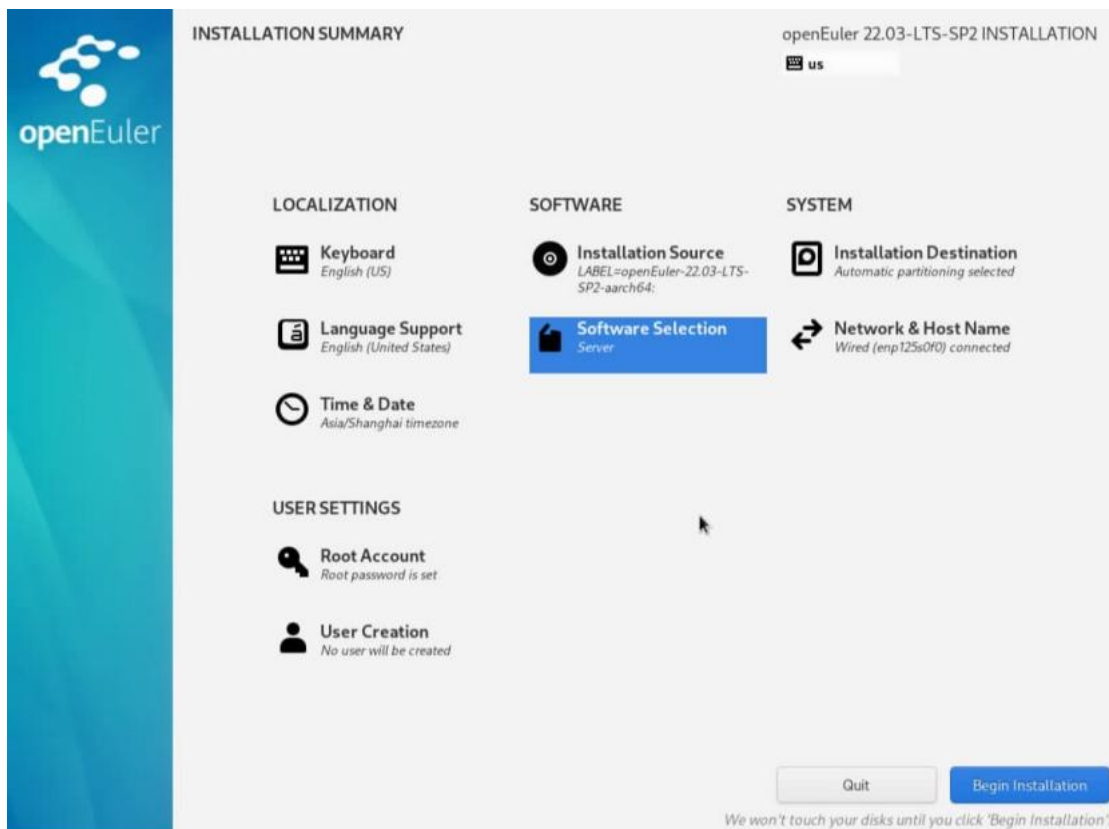 INSTALLATION SUMMARY
openEuler 22.03-LTS-SP2 INSTALLATION
us
openEuler
LOCALIZATION
Keyboard
English (US)
Language Support
English (United States)
Time & Date
Asia/Shanghai timezone
SOFTWARE
Installation Source
LABEL=openEuler-22.03-LTS-
SP2-aarch64:
Software Selection
Server
SYSTEM
Installation Destination
Automatic partitioning selected
Network & Host Name
Wired (enp125s0f0) connected
USER SETTINGS
Root Account
Root password is set
User Creation
No user will be created
Quit
Begin Installation
We won't touch your disks until you click 'Begin Installation'